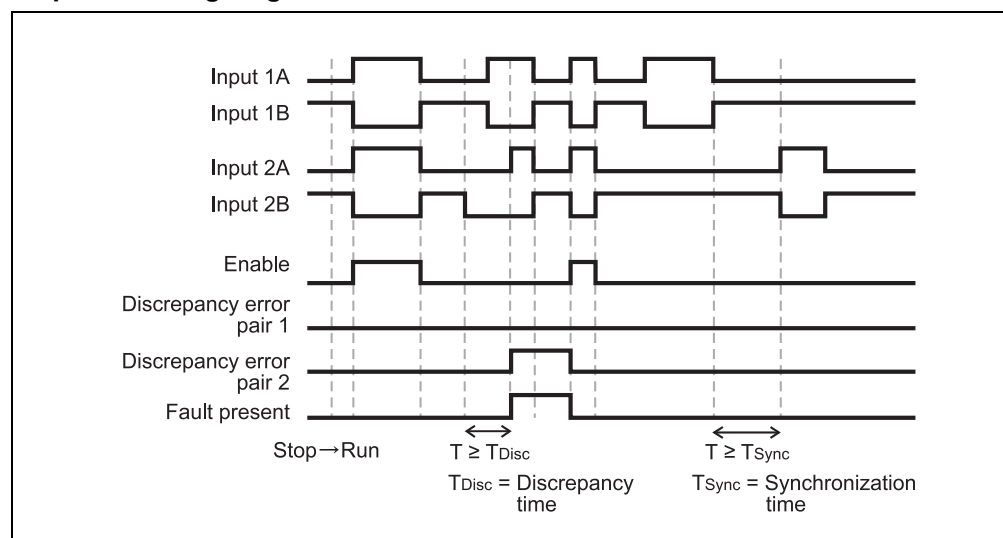 Input 1A
Input 1B
Input 2A
Input 2B
Enable
Discrepancy error
pair 1
Discrepancy error
pair 2
Fault present
Stop→Run
T ≥ TDisc
T ≥ TSync
TDisc = Discrepancy
time
TSync = Synchronization
time